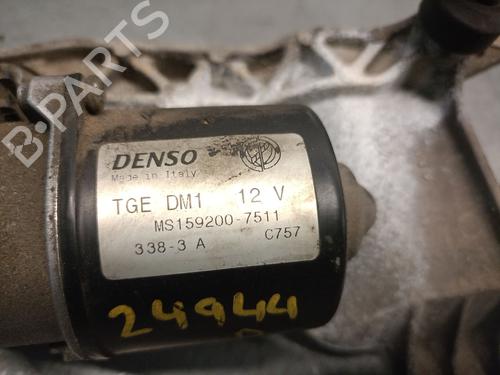 B-PARTS
DENSO
Made in Italy
TGE DM1 12 V
MS159200-7511
338-3 A C757
24944